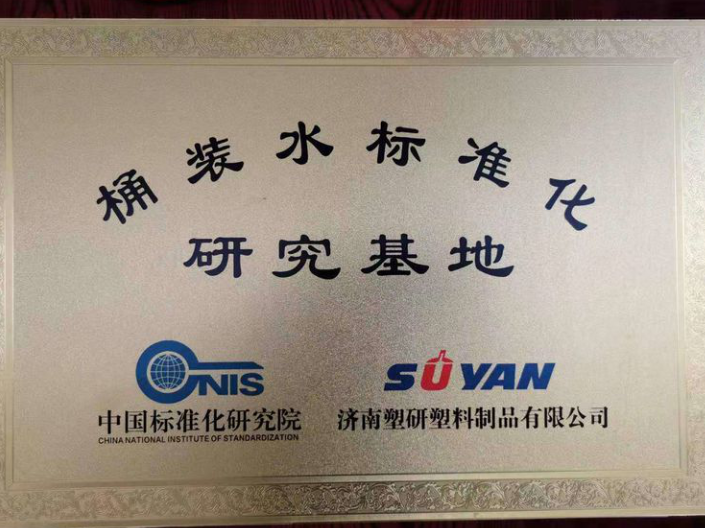 桶装水标准化
研究基地
CNIS
中国标准化研究院
CHINA NATIONAL INSTITUTE OF STANDARDIZATION
SUYAN
济南塑研塑料制品有限公司